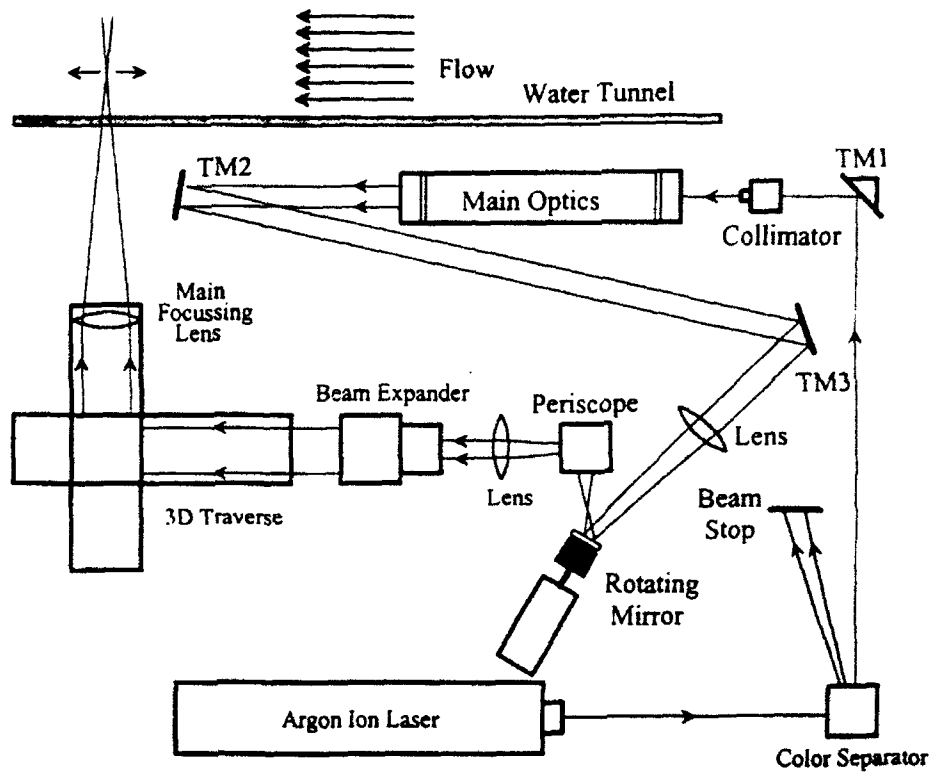 Flow
Water Tunnel
TM2
TM1
Main Optics
Collimator
Main
Focussing
Lens
TM3
Beam Expander
Periscope
Lens
Lens
Beam
Stop
3D Traverse
Rotating
Mirror
Argon Ion Laser
Color Separator